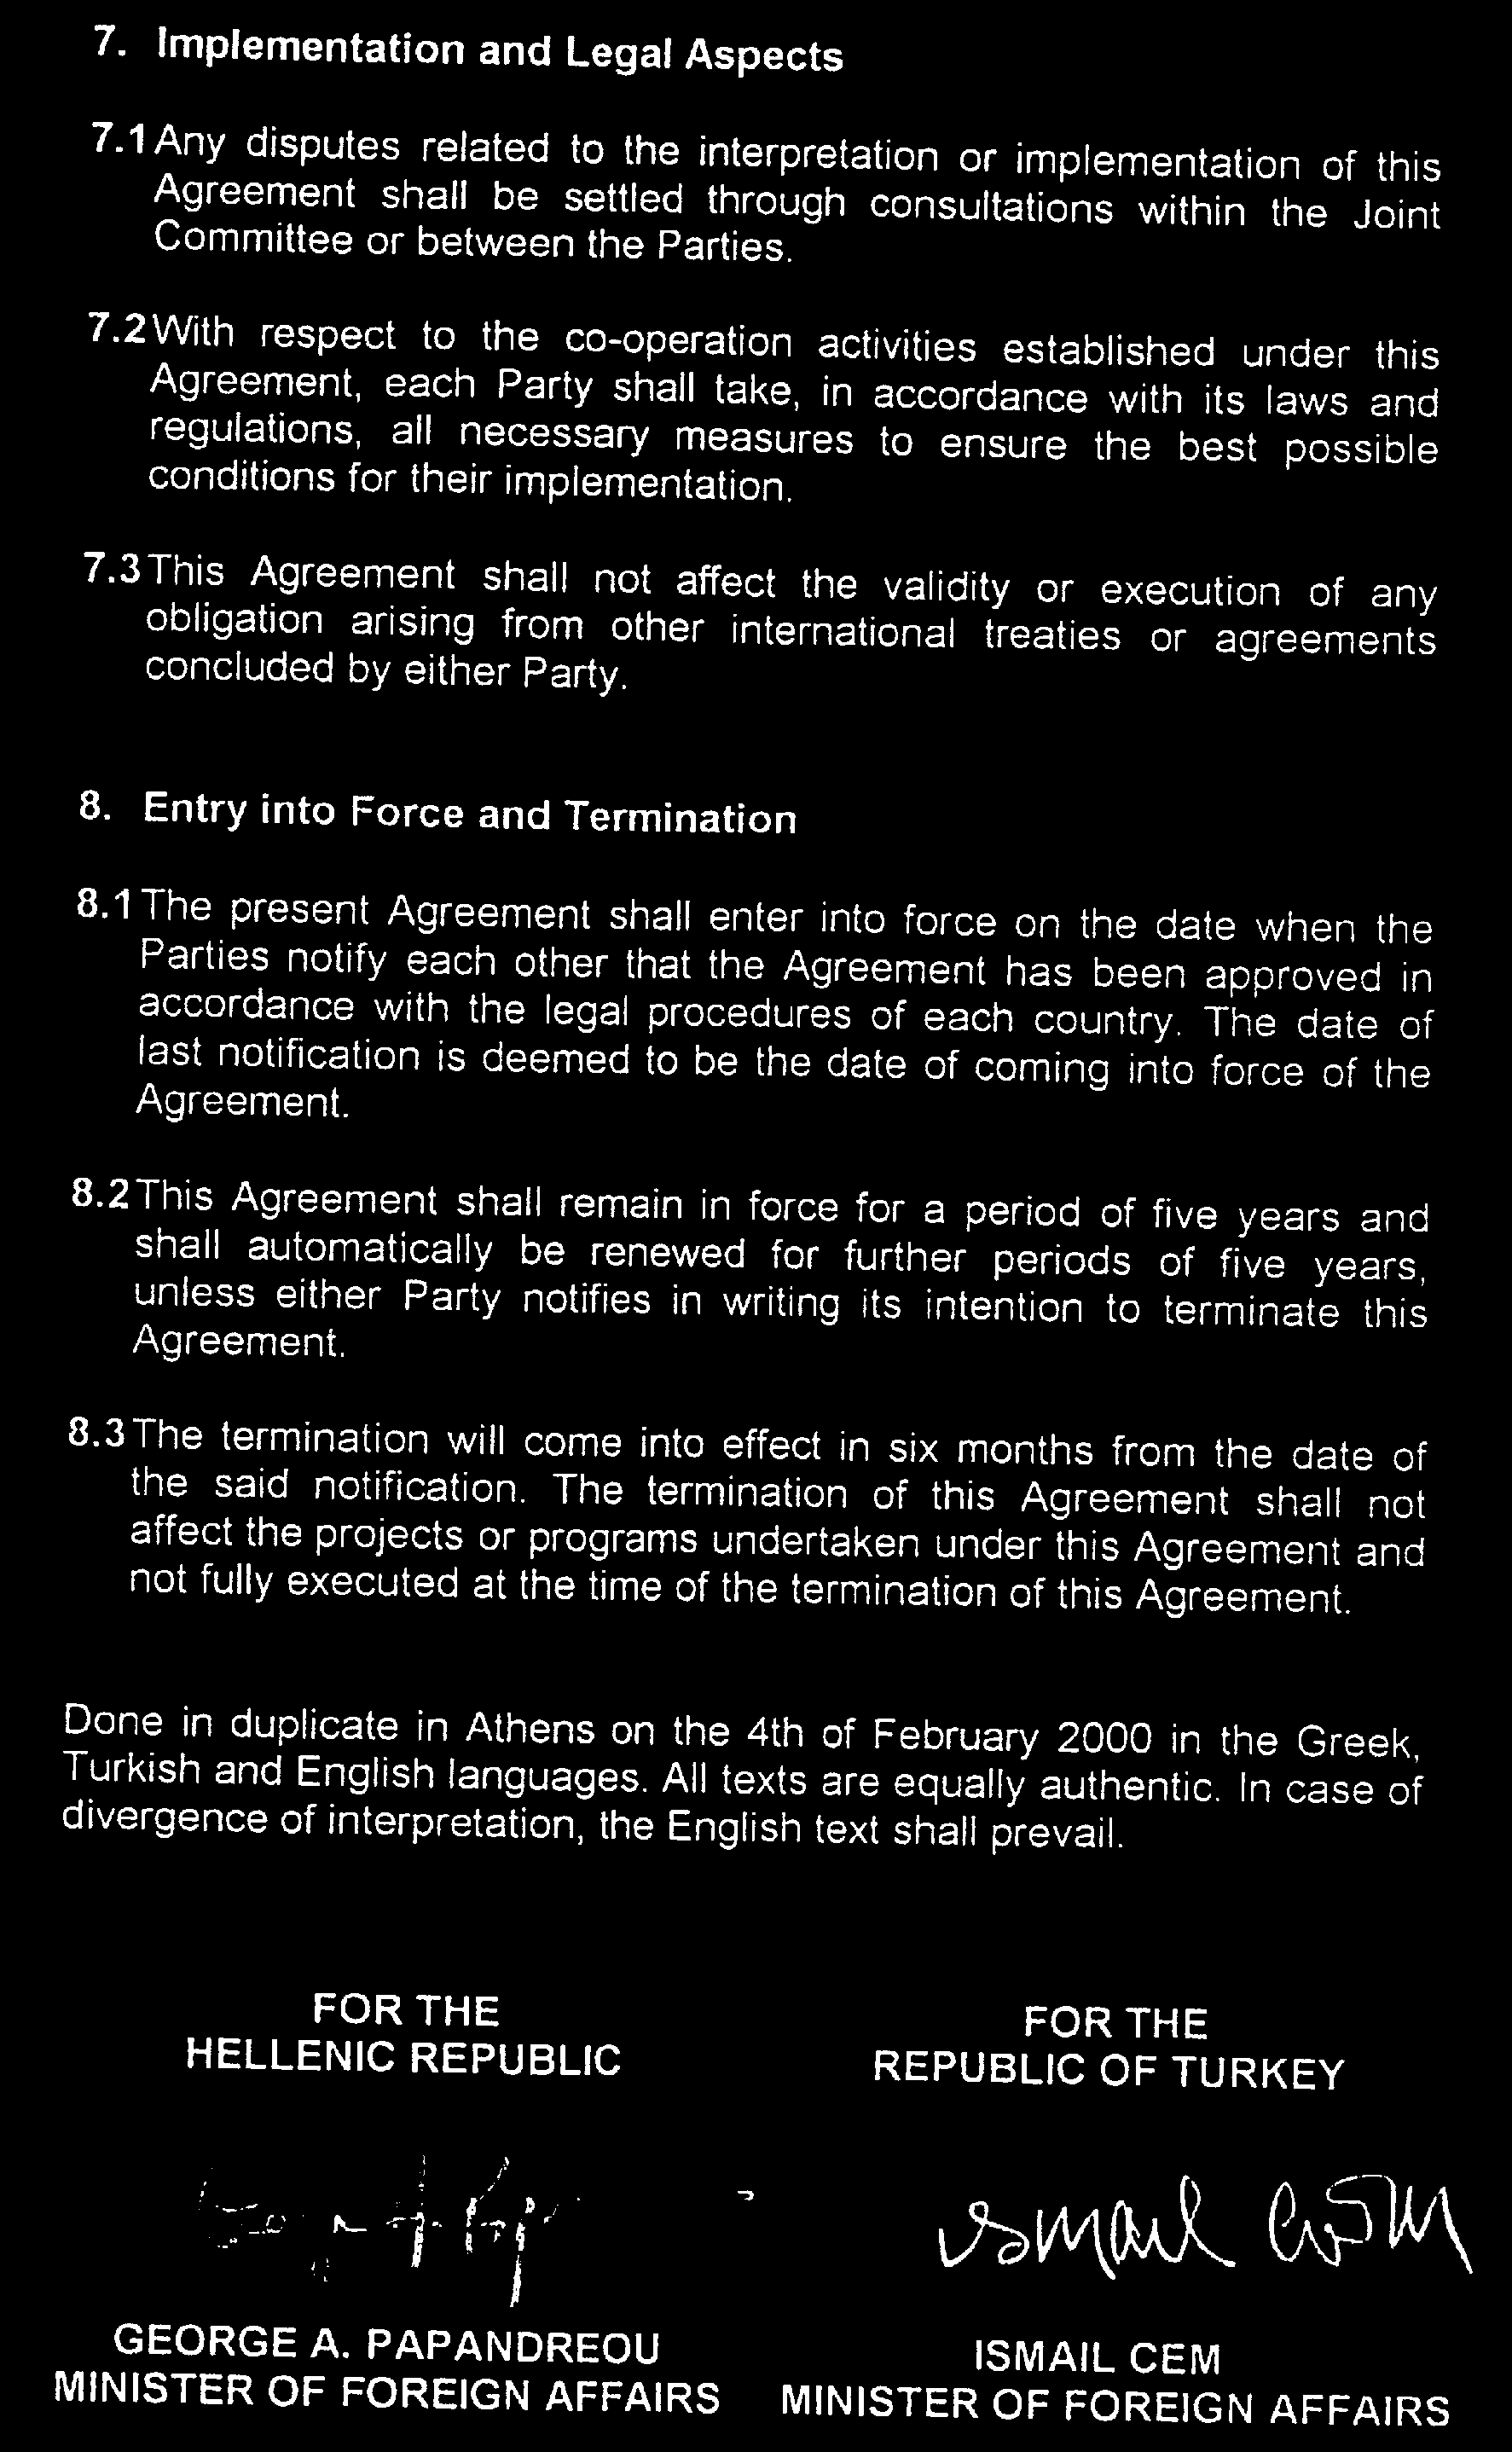 7. Implementation and Legal Aspects
7.1 Any disputes related to the interpretation or implementation of this
Agreement shall be settled through consultations within the Joint
Committee or between the Parties.
7.2 With respect to the co-operation activities established under this
Agreement, each Party shall take, in accordance with its laws and
regulations, all necessary measures to ensure the best possible
conditions for their implementation.
7.3 This Agreement shall not affect the validity or execution of any
obligation arising from other international treaties or agreements
concluded by either Party.
8. Entry into Force and Termination
8.1 The present Agreement shall enter into force on the date when the
Parties notify each other that the Agreement has been approved in
accordance with the legal procedures of each country. The date of
last notification is deemed to be the date of coming into force of the
Agreement.
8.2 This Agreement shall remain in force for a period of five years and
shall automatically be renewed for further periods of five years,
unless either Party notifies in writing its intention to terminate this
Agreement.
8.3 The termination will come into effect in six months from the date of
the said notification. The termination of this Agreement shall not
affect the projects or programs undertaken under this Agreement and
not fully executed at the time of the termination of this Agreement.
Done in duplicate in Athens on the 4th of February 2000 in the Greek,
Turkish and English languages. All texts are equally authentic. In case of
divergence of interpretation, the English text shall prevail.
FOR THE
HELLENIC REPUBLIC
FOR THE
REPUBLIC OF TURKEY
ismail Cem
GEORGE A. PAPANDREOU
MINISTER OF FOREIGN AFFAIRS
ISMAIL CEM
MINISTER OF FOREIGN AFFAIRS